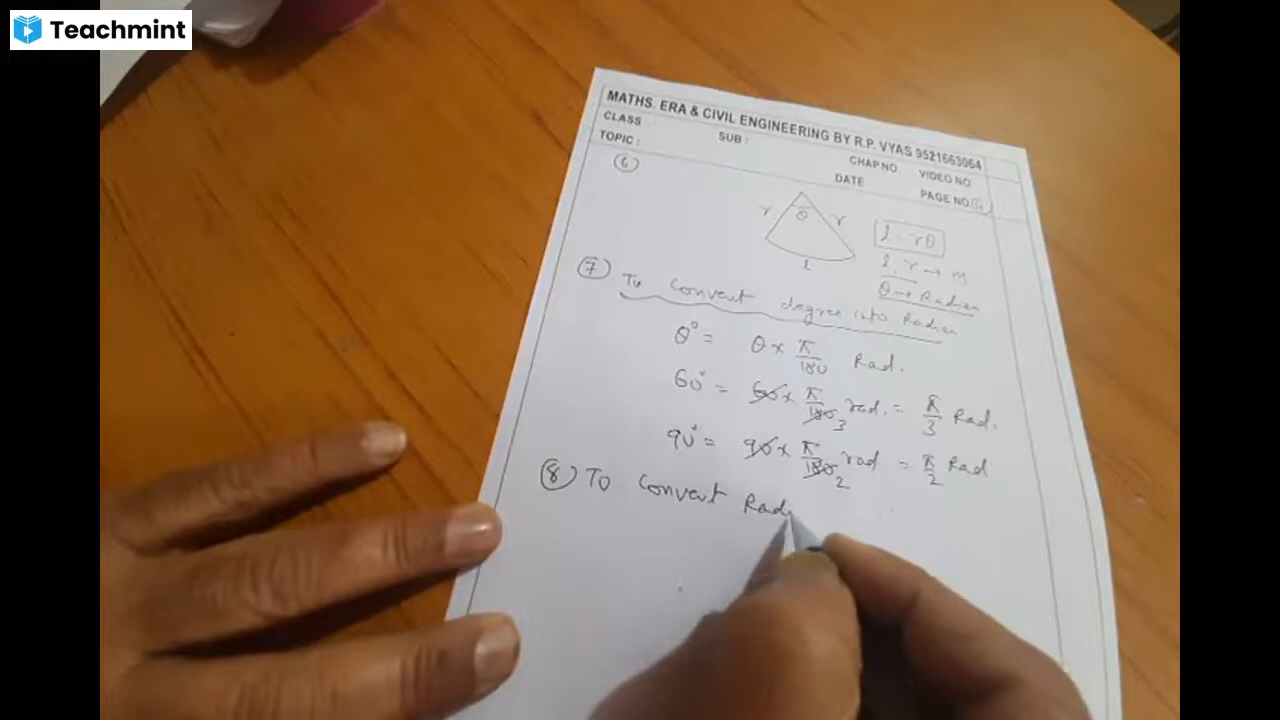 Teachmint
MATHS. ERA & CIVIL ENGINEERING BY R.P. VYAS 9521663064
CLASS
SUB :
CHAP NO.
VIDEO NO
TOPIC :
DATE
PAGE NO.
6
r θ r
l
l = rθ
l, r → m
θ → Radian
7 To Convert degree into Radian
θ° = θ × π/180 Rad.
60° = 60 × π/180 3 rad. = π/3 Rad.
90° = 90 × π/180 2 rad = π/2 Rad
8 To Convert Rad